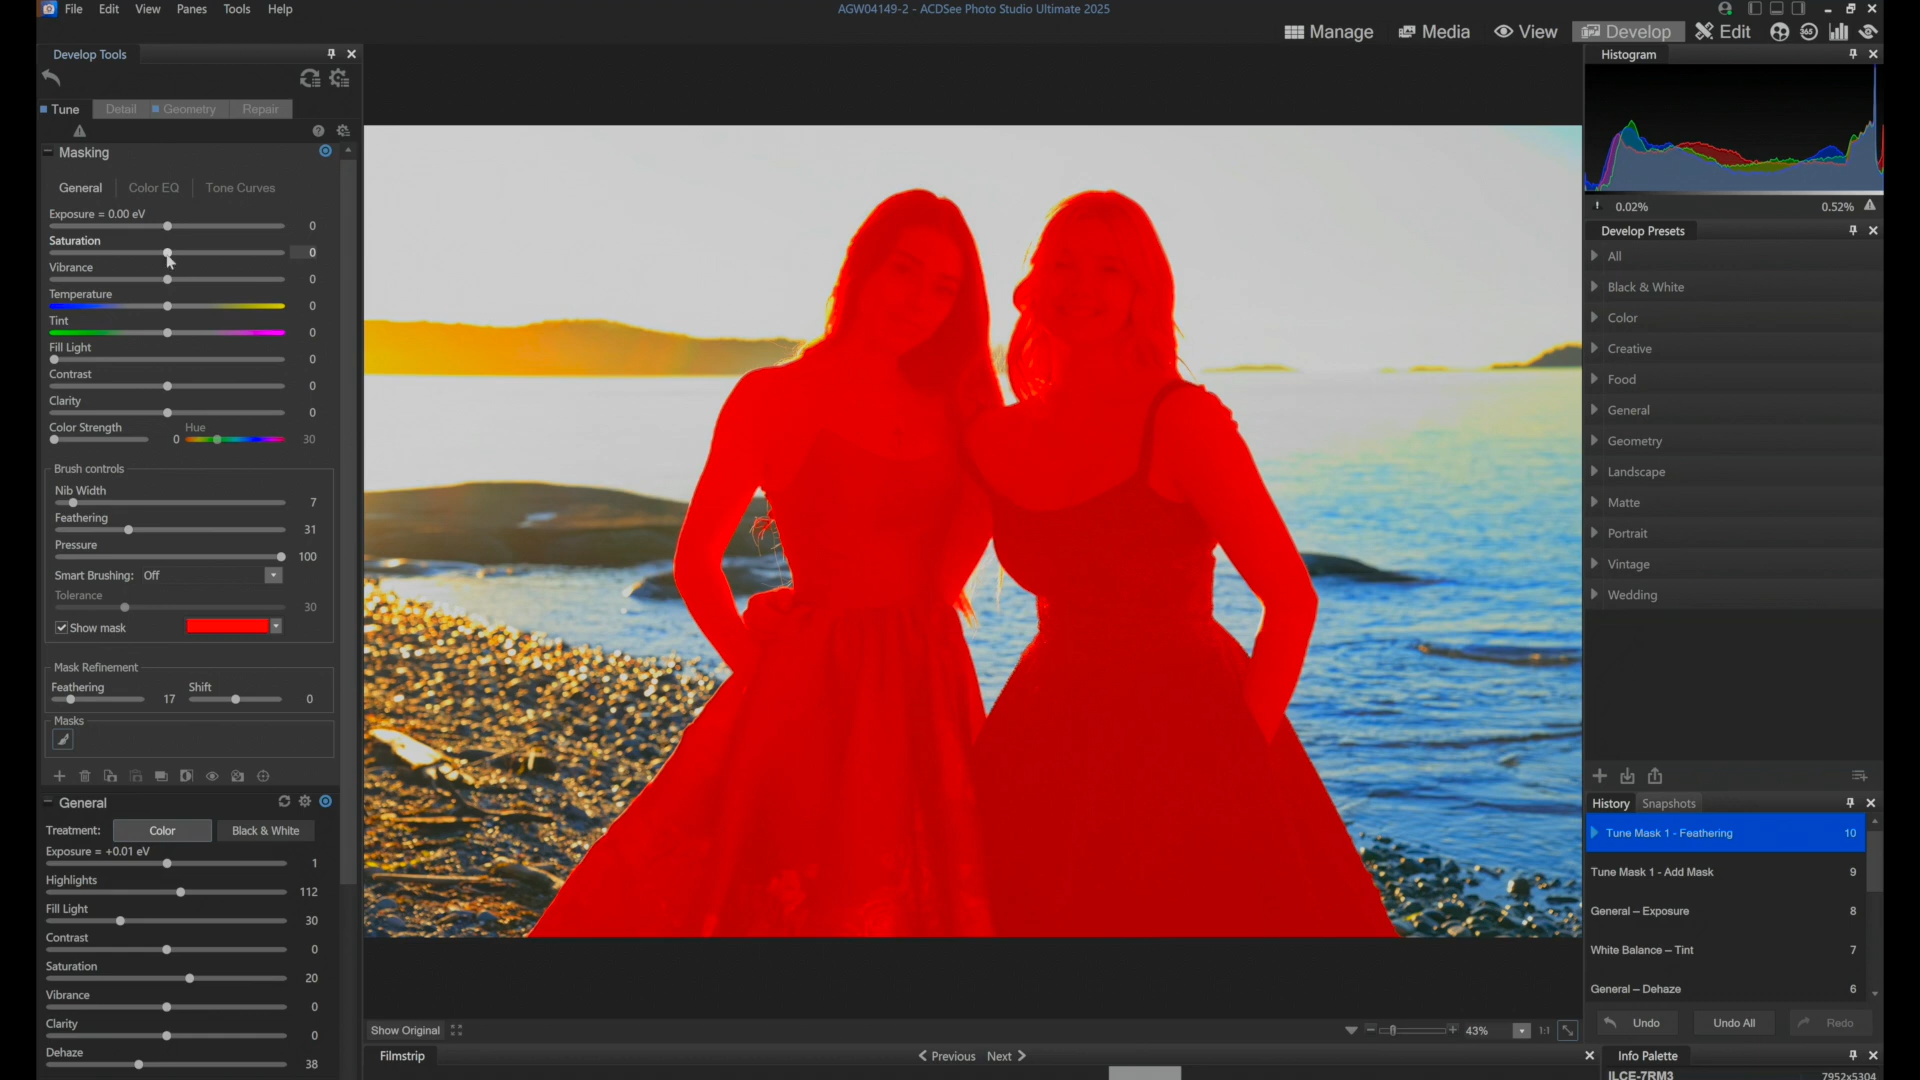 File Edit View Panes Tools Help
AGW04149-2 - ACDSee Photo Studio Ultimate 2025
Manage Media View Develop Edit 365
Develop Tools
Tune Detail Geometry Repair
Masking
General Color EQ Tone Curves
Exposure = 0.00 eV
0
Saturation
0
Vibrance
0
Temperature
0
Tint
0
Fill Light
0
Contrast
0
Clarity
0
Color Strength Hue
0 30
Brush controls
Nib Width
7
Feathering
31
Pressure
100
Smart Brushing: Off
Tolerance
30
Show mask
Mask Refinement
Feathering Shift
17 0
Masks
General
Treatment: Color Black & White
Exposure = +0.01 eV
1
Highlights
112
Fill Light
30
Contrast
0
Saturation
20
Vibrance
0
Clarity
0
Dehaze
38
Show Original
43% 1:1
Filmstrip
Previous Next
Histogram
0.02% 0.52%
Develop Presets
All
Black & White
Color
Creative
Food
General
Geometry
Landscape
Matte
Portrait
Vintage
Wedding
History Snapshots
Tune Mask 1 - Feathering 10
Tune Mask 1 - Add Mask 9
General – Exposure 8
White Balance – Tint 7
General – Dehaze 6
Undo Undo All Redo
Info Palette
ILCE-7RM3 7952x5304